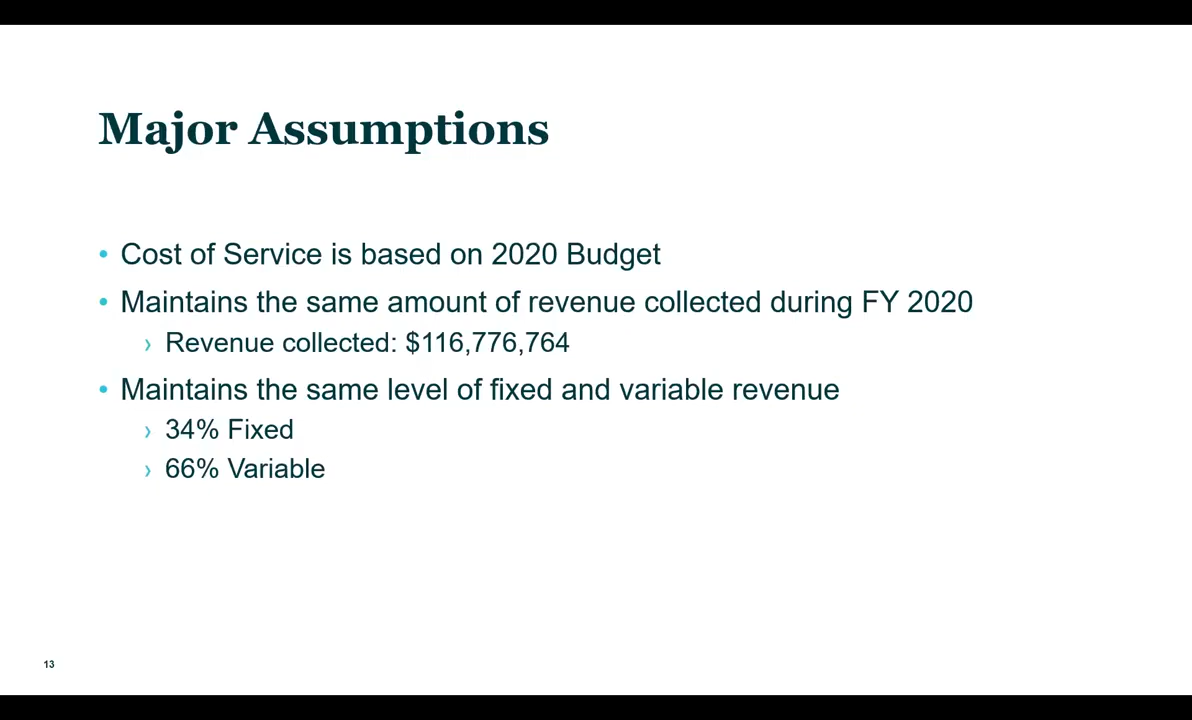 Major Assumptions
• Cost of Service is based on 2020 Budget
• Maintains the same amount of revenue collected during FY 2020
› Revenue collected: $116,776,764
• Maintains the same level of fixed and variable revenue
› 34% Fixed
› 66% Variable
13